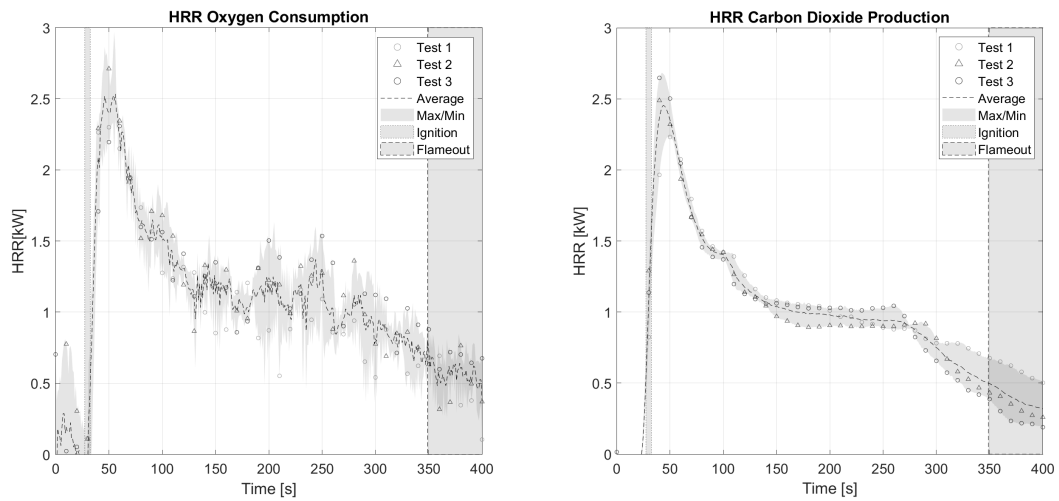 HRR Oxygen Consumption
3
2.5
2
1.5
1
0.5
0
HRR[kW]
0 50 100 150 200 250 300 350 400
Time [s]
Test 1
Test 2
Test 3
Average
Max/Min
Ignition
Flameout
HRR Carbon Dioxide Production
3
2.5
2
1.5
1
0.5
0
HRR [kW]
0 50 100 150 200 250 300 350 400
Time [s]
Test 1
Test 2
Test 3
Average
Max/Min
Ignition
Flameout